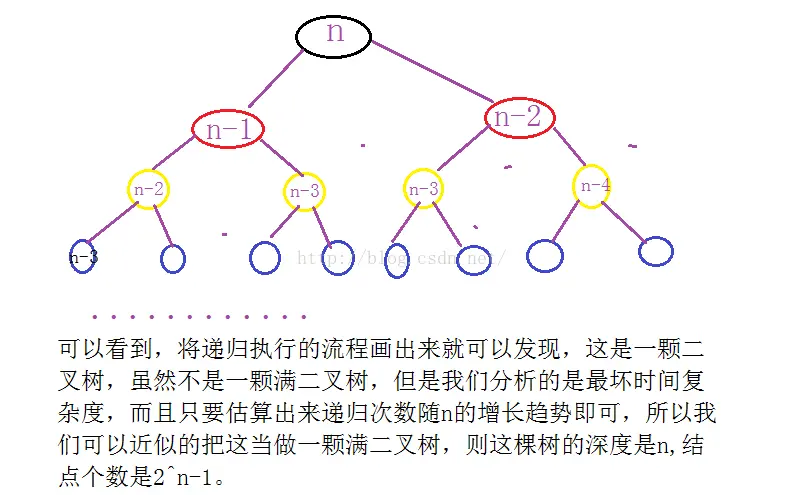 n
n-1
n-2
n-2
n-3
n-3
n-4
n-3
http://blog.csdn.net/
可以看到，将递归执行的流程画出来就可以发现，这是一颗二
叉树，虽然不是一颗满二叉树，但是我们分析的是最坏时间复
杂度，而且只要估算出来递归次数随n的增长趋势即可，所以我
们可以近似的把这当做一颗满二叉树，则这棵树的深度是n,结
点个数是2^n-1。